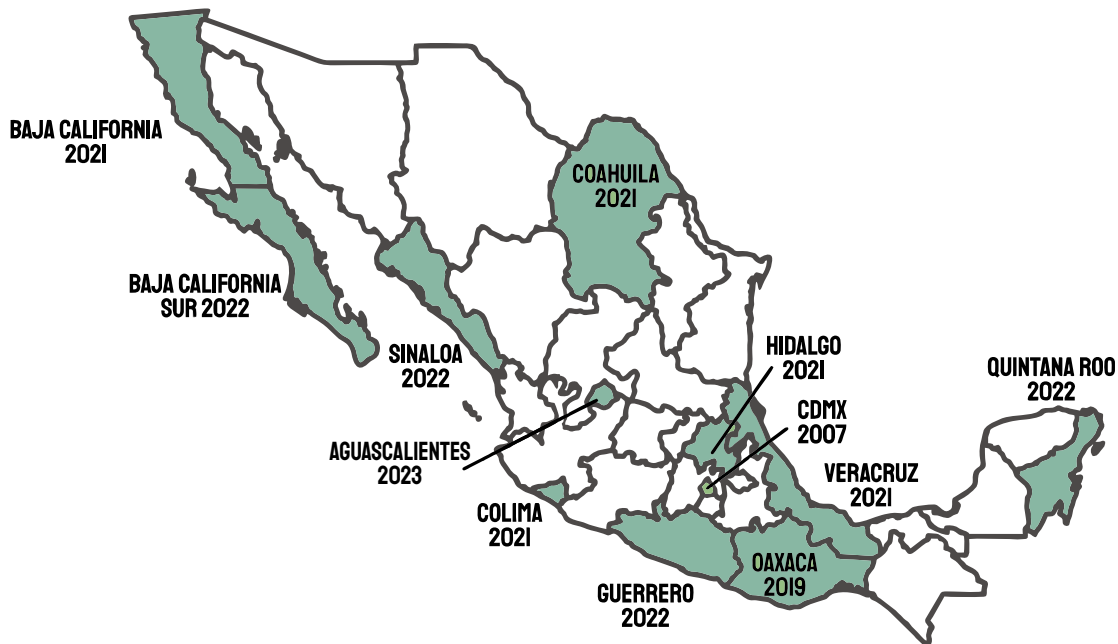 BAJA CALIFORNIA
2021
COAHUILA
2021
BAJA CALIFORNIA
SUR 2022
SINALOA
2022
HIDALGO
2021
QUINTANA ROO
2022
CDMX
2007
AGUASCALIENTES
2023
VERACRUZ
2021
COLIMA
2021
OAXACA
2019
GUERRERO
2022